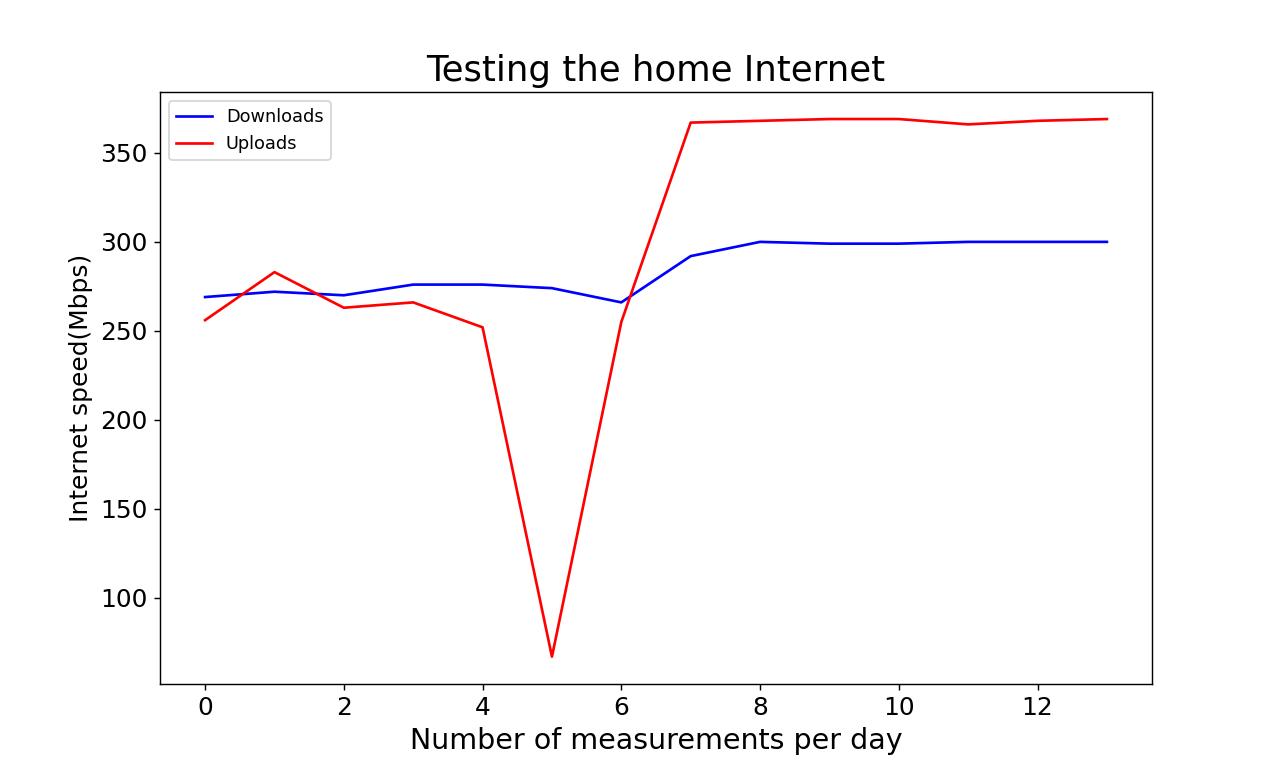 Testing the home Internet
Downloads
Uploads
350
300
250
200
150
100
Internet speed(Mbps)
0 2 4 6 8 10 12
Number of measurements per day